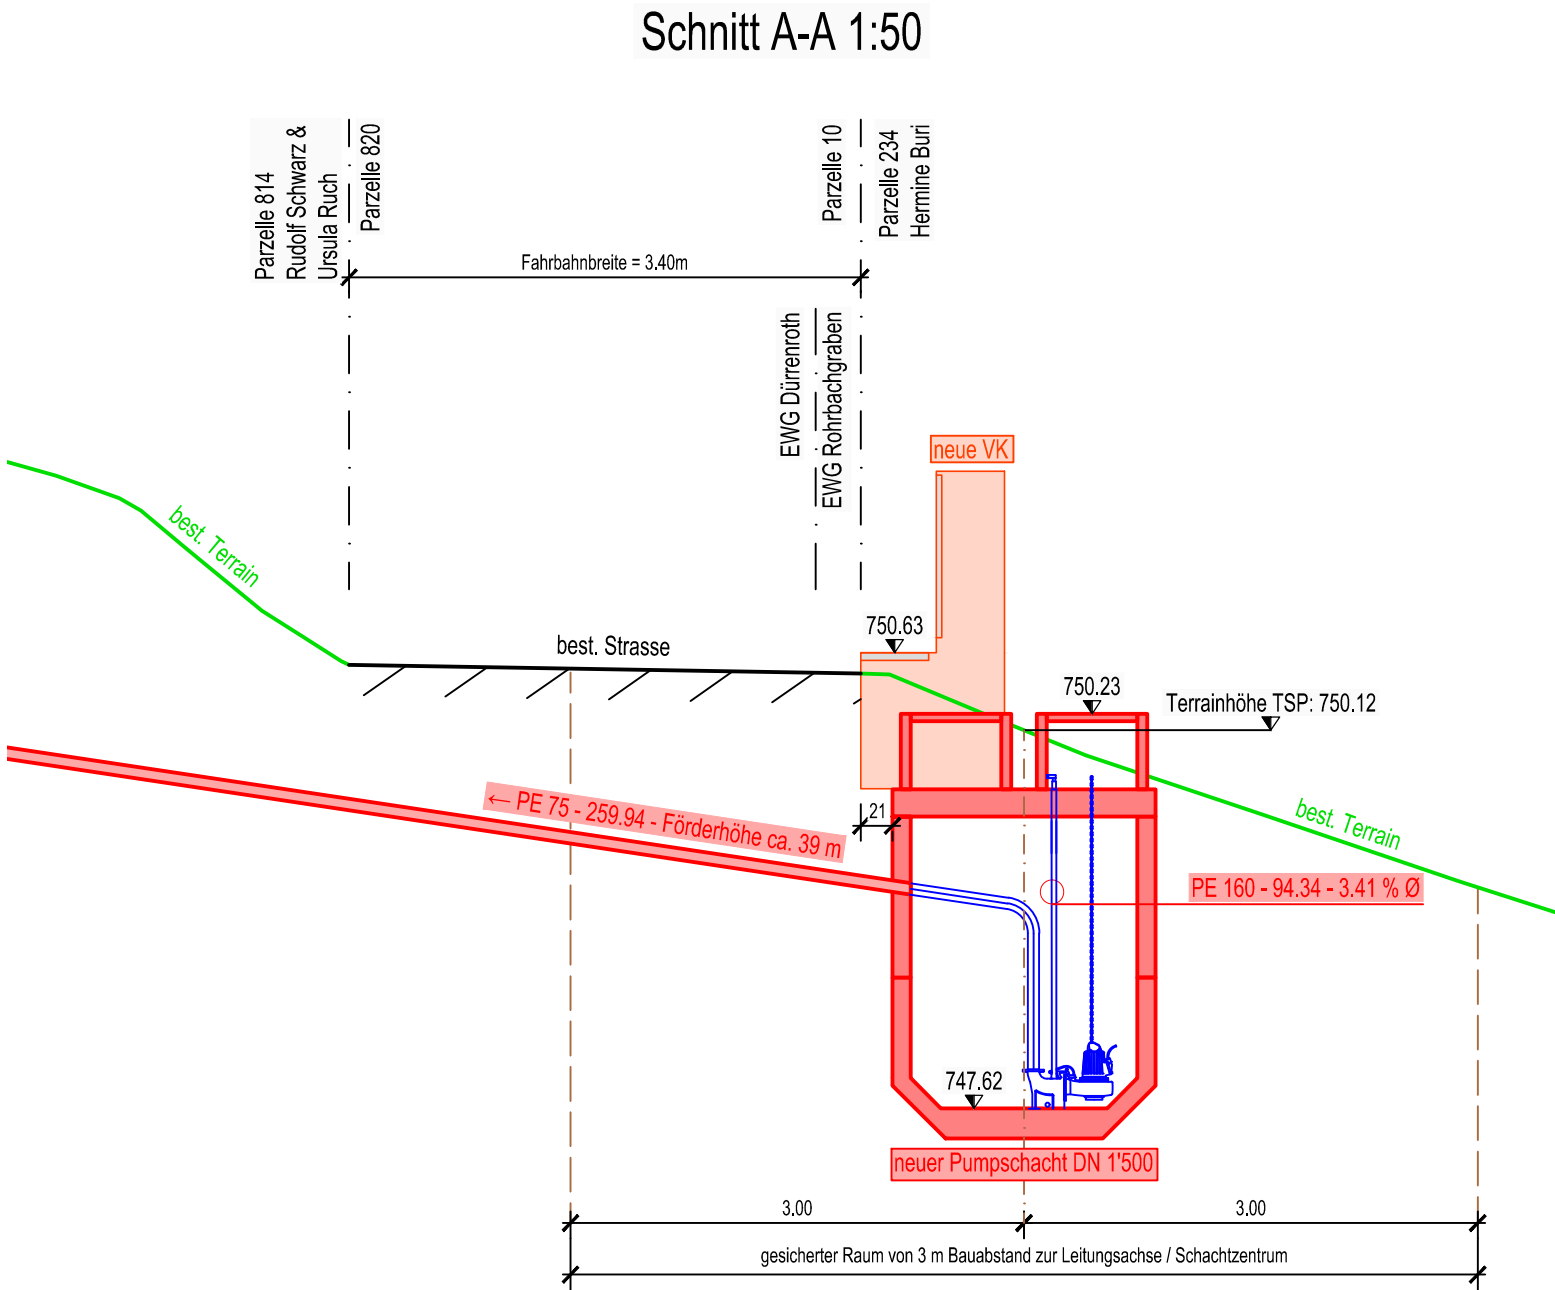 Schnitt A-A 1:50
Parzelle 814
Rudolf Schwarz &
Ursula Ruch
Parzelle 820
Parzelle 10
Parzelle 234
Hermine Buri
Fahrbahnbreite = 3.40m
EWG Dürrenroth
EWG Rohrbachgraben
neue VK
best. Terrain
best. Strasse
750.63
750.23
Terrainhöhe TSP: 750.12
← PE 75 - 259.94 - Förderhöhe ca. 39 m
21
best. Terrain
PE 160 - 94.34 - 3.41 % Ø
747.62
neuer Pumpschacht DN 1'500
3.00
3.00
gesicherter Raum von 3 m Bauabstand zur Leitungsachse / Schachtzentrum